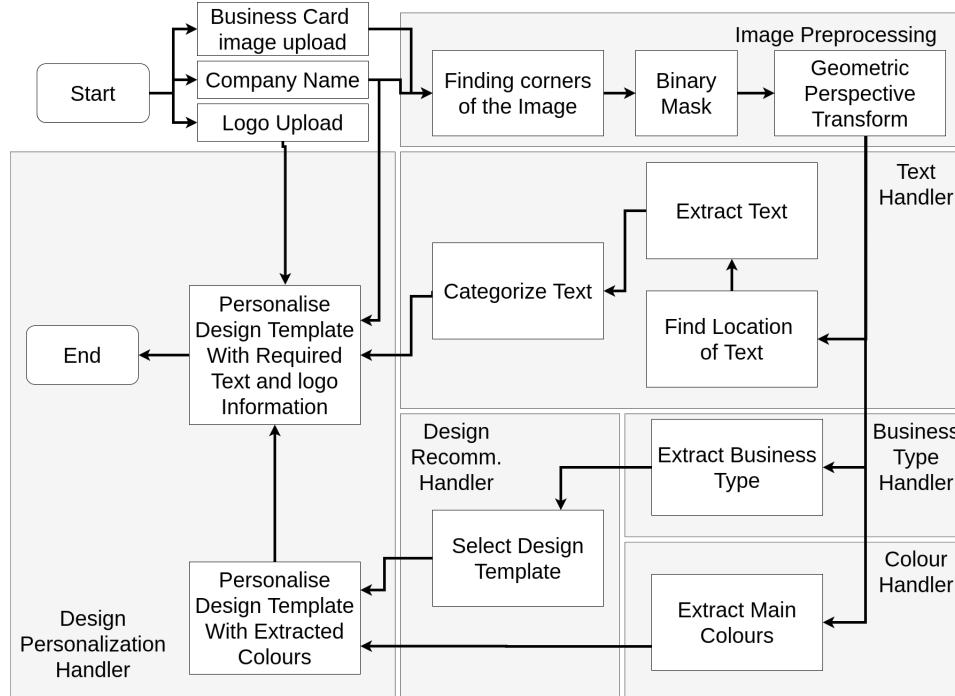 Business Card
image upload
Image Preprocessing
Start
Company Name
Finding corners
of the Image
Binary
Mask
Geometric
Perspective
Transform
Logo Upload
Text
Handler
Extract Text
Categorize Text
Find Location
of Text
Personalise
Design Template
With Required
Text and logo
Information
End
Design
Recomm.
Handler
Extract Business
Type
Business
Type
Handler
Select Design
Template
Colour
Handler
Personalise
Design Template
With Extracted
Colours
Extract Main
Colours
Design
Personalization
Handler